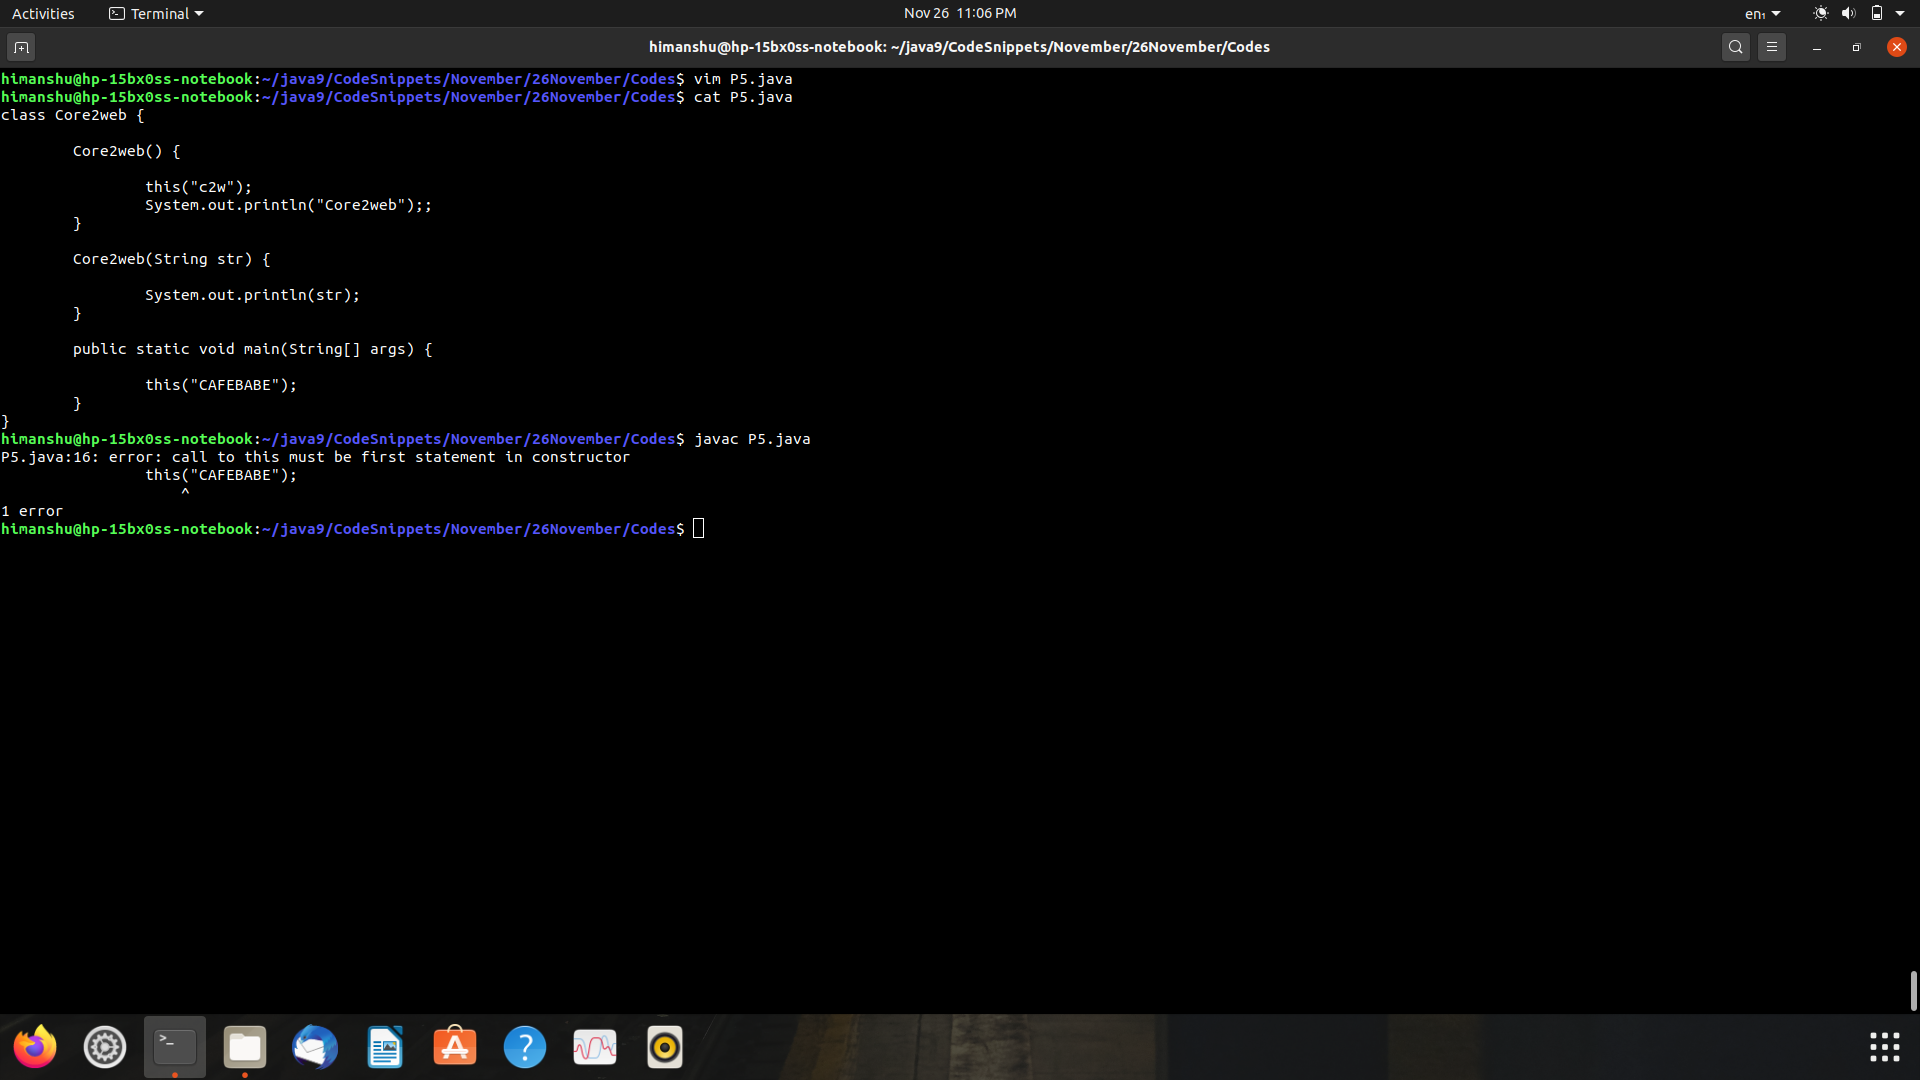 Activities Terminal Nov 26 11:06 PM en₁
himanshu@hp-15bx0ss-notebook: ~/java9/CodeSnippets/November/26November/Codes
himanshu@hp-15bx0ss-notebook:~/java9/CodeSnippets/November/26November/Codes$ vim P5.java
himanshu@hp-15bx0ss-notebook:~/java9/CodeSnippets/November/26November/Codes$ cat P5.java
class Core2web {
Core2web() {
this("c2w");
System.out.println("Core2web");;
}
Core2web(String str) {
System.out.println(str);
}
public static void main(String[] args) {
this("CAFEBABE");
}
}
himanshu@hp-15bx0ss-notebook:~/java9/CodeSnippets/November/26November/Codes$ javac P5.java
P5.java:16: error: call to this must be first statement in constructor
this("CAFEBABE");
^
1 error
himanshu@hp-15bx0ss-notebook:~/java9/CodeSnippets/November/26November/Codes$